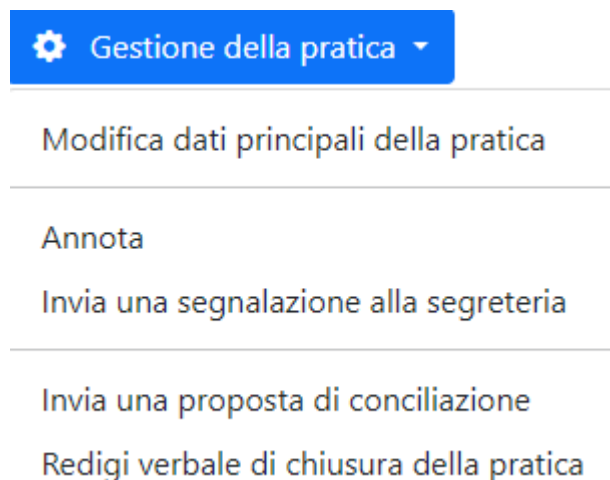 Gestione della pratica
Modifica dati principali della pratica
Annota
Invia una segnalazione alla segreteria
Invia una proposta di conciliazione
Redigi verbale di chiusura della pratica